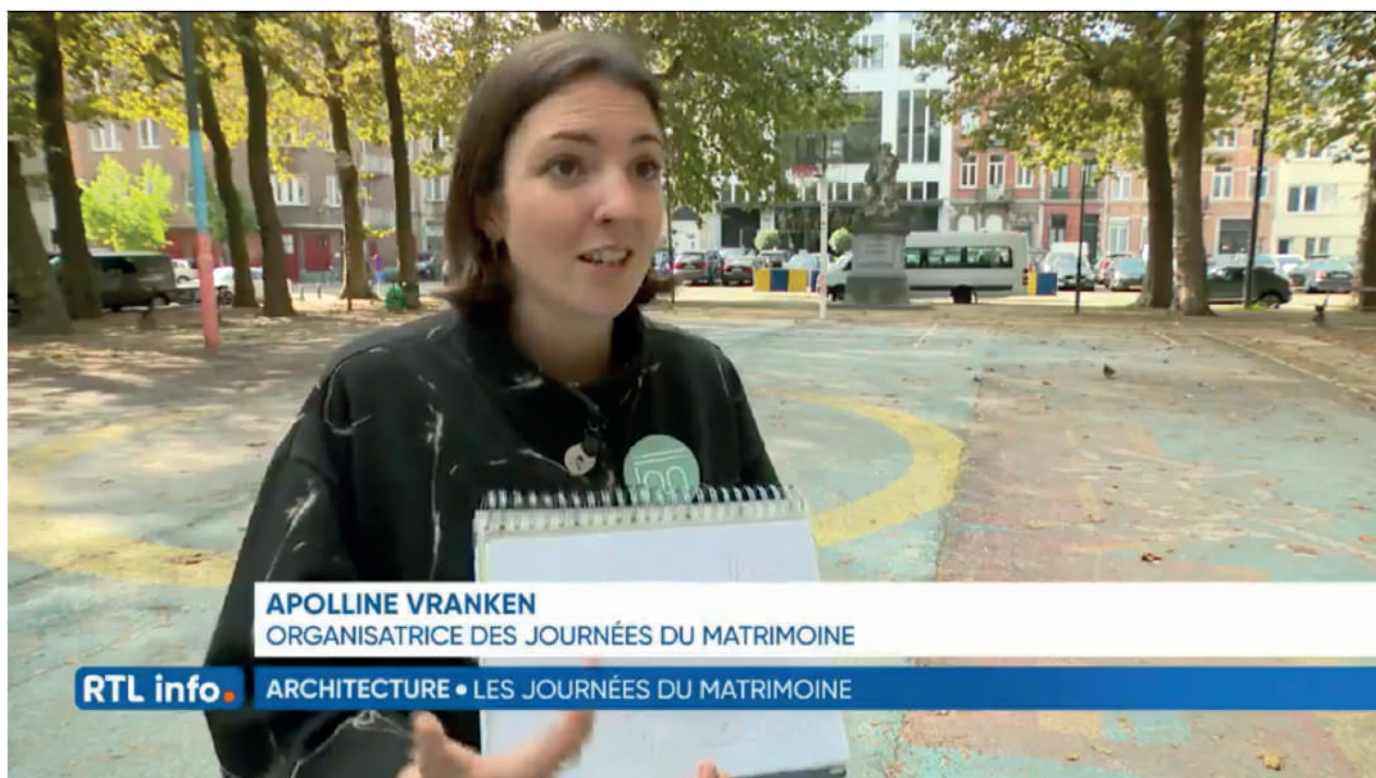 APOLLINE VRANKEN
ORGANISATRICE DES JOURNÉES DU MATRIMOINE
RTL info.
ARCHITECTURE • LES JOURNÉES DU MATRIMOINE